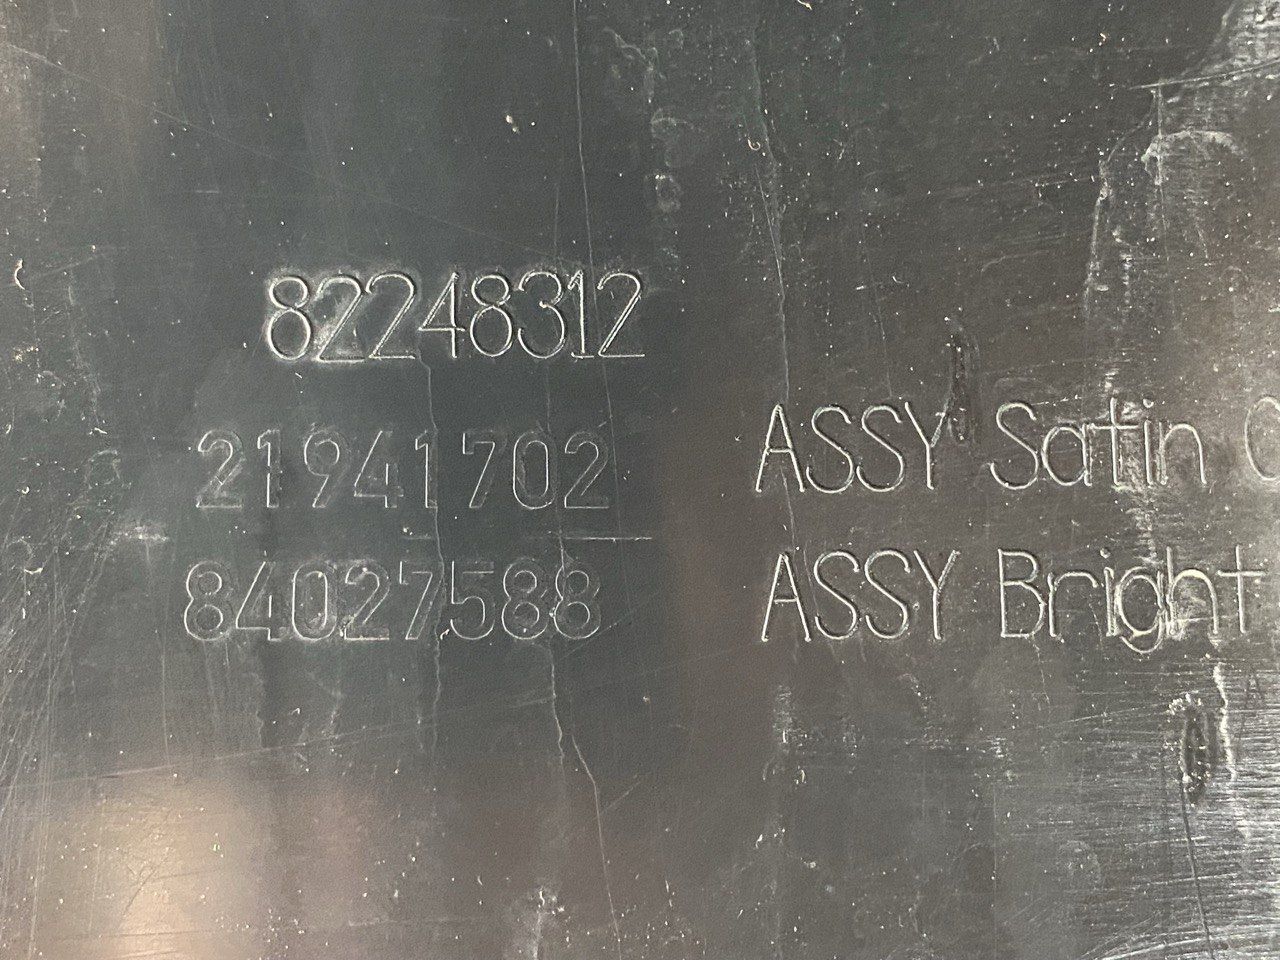 82248312
21941702 ASSY Satin
84027588 ASSY Bright